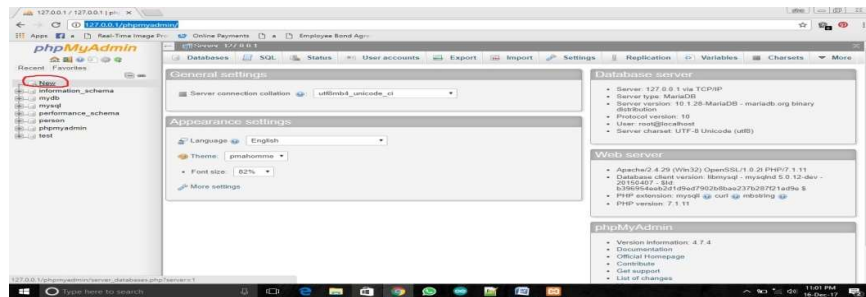 127.0.0.1 / 127.0.0.1 | ph
127.0.0.1/phpmyadmin/
Apps
Real-Time Image Pro
Online Payments
Employee Bond Agr
phpMyAdmin
Recent Favorites
New
information_schema
mydb
mysql
performance_schema
person
phpmyadmin
test
Server: 127.0.0.1
Databases SQL Status User accounts Export Import Settings Replication Variables Charsets More
General settings
Server connection collation utf8mb4_unicode_ci
Appearance settings
Language English
Theme: pmahomme
Font size: 82%
More settings
Database server
Server: 127.0.0.1 via TCP/IP
Server type: MariaDB
Server version: 10.1.28-MariaDB - mariadb.org binary
distribution
Protocol version: 10
User: root@localhost
Server charset: UTF-8 Unicode (utf8)
Web server
Apache/2.4.29 (Win32) OpenSSL/1.0.2l PHP/7.1.11
Database client version: libmysql - mysqlnd 5.0.12-dev -
20150407 - $Id:
PHP extension: mysqli curl mbstring
PHP version: 7.1.11
phpMyAdmin
Version information: 4.7.4
Documentation
Official Homepage
Contribute
Get support
List of changes
127.0.0.1/phpmyadmin/server_databases.php?server=1
Type here to search
11:01 PM
16-Dec-17